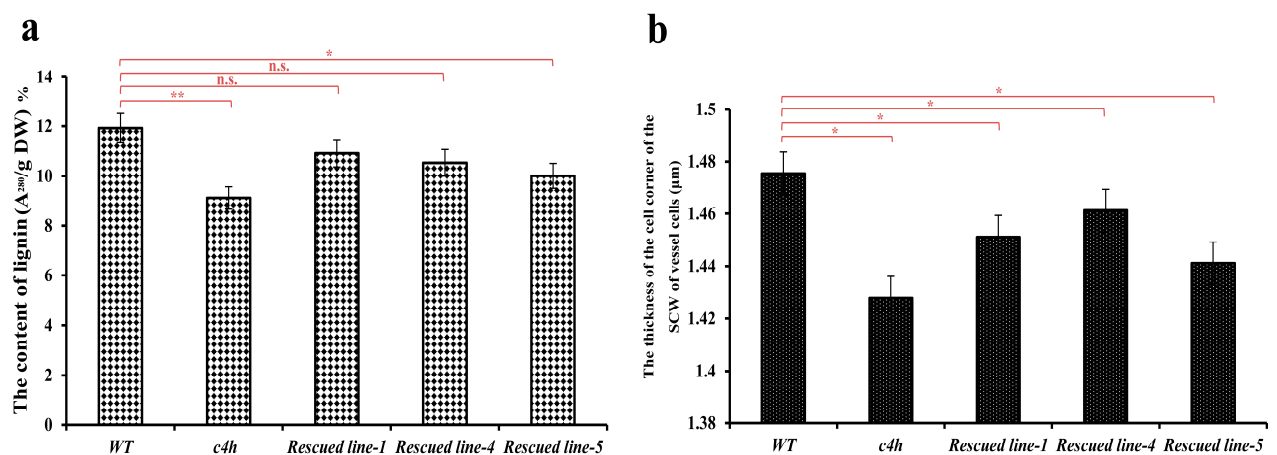 a
*
n.s.
n.s.
**
The content of lignin (A280/g DW) %
14
12
10
8
6
4
2
0
WT c4h Rescued line-1 Rescued line-4 Rescued line-5
b
*
*
*
*
The thickness of the cell corner of the
SCW of vessel cells (μm)
1.5
1.48
1.46
1.44
1.42
1.4
1.38
WT c4h Rescued line-1 Rescued line-4 Rescued line-5